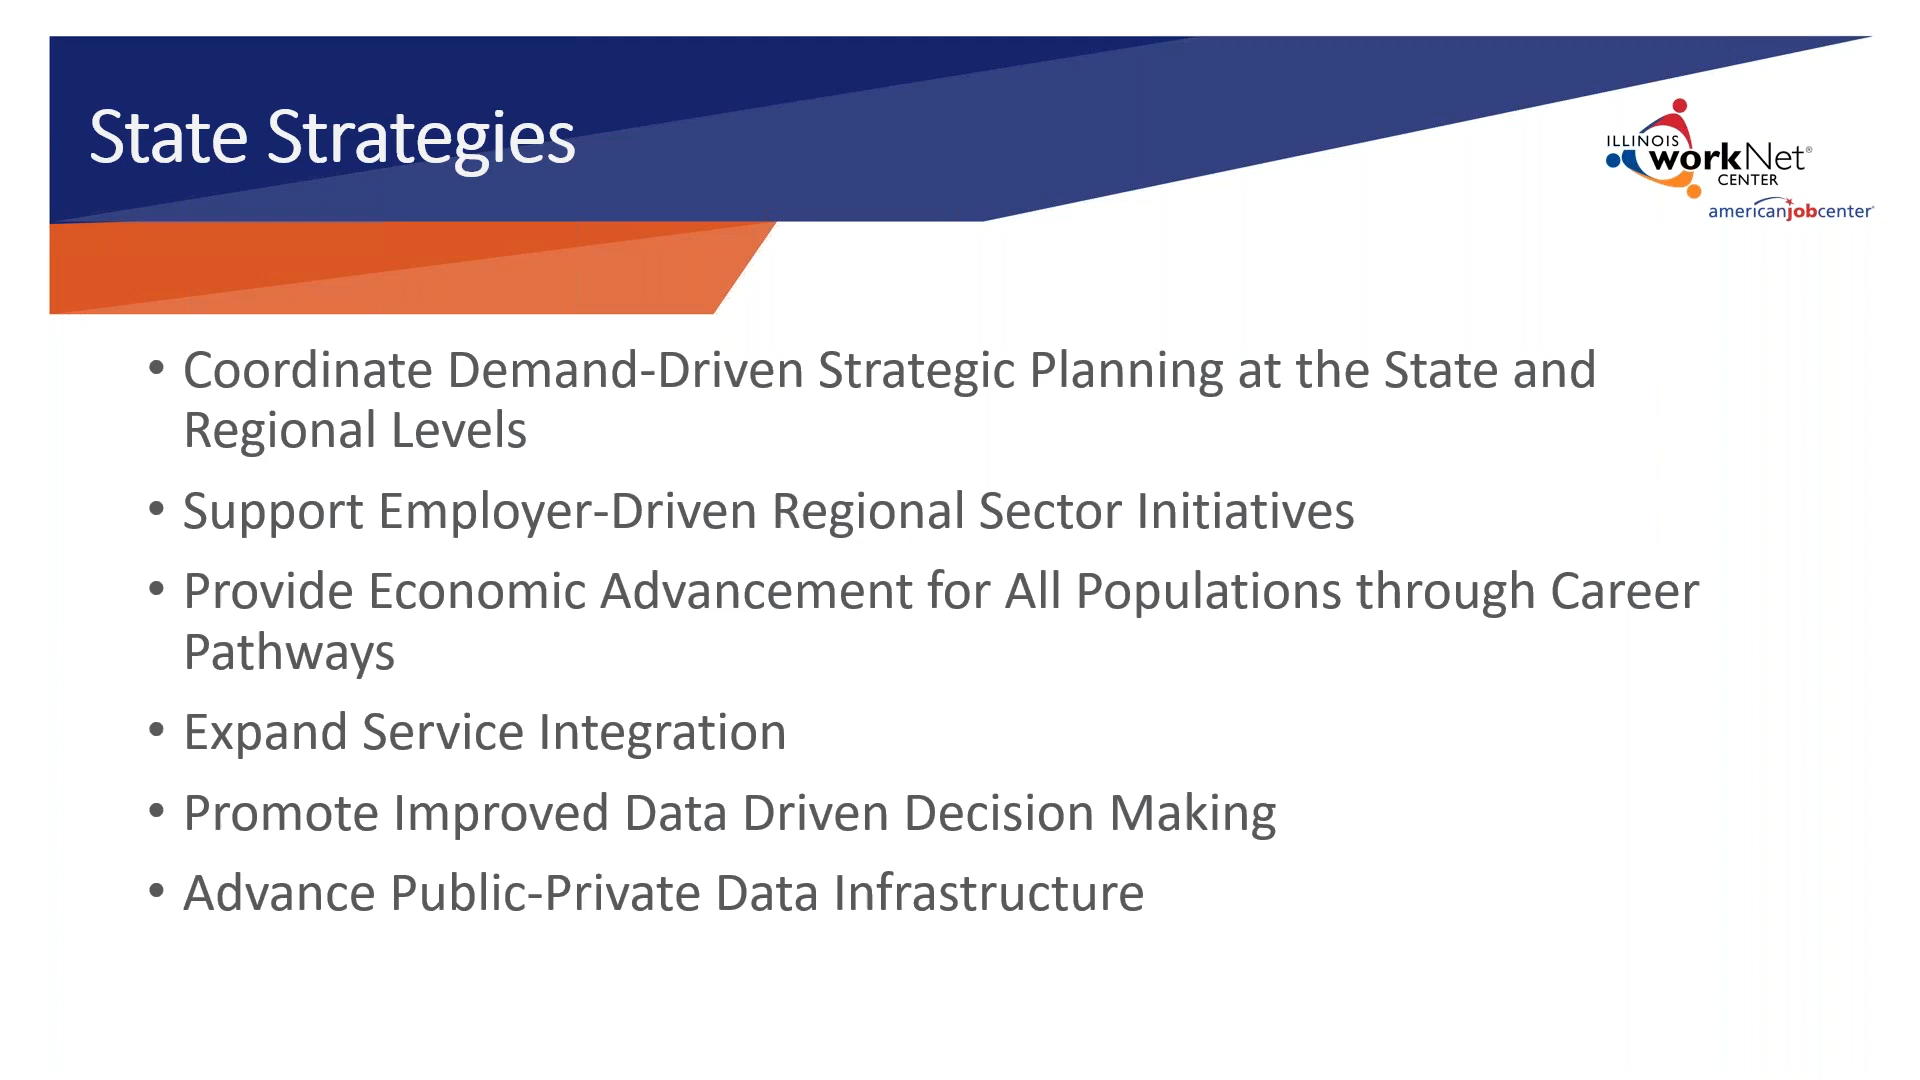 State Strategies
ILLINOIS
workNet®
CENTER
americanjobcenter®
• Coordinate Demand-Driven Strategic Planning at the State and
Regional Levels
• Support Employer-Driven Regional Sector Initiatives
• Provide Economic Advancement for All Populations through Career
Pathways
• Expand Service Integration
• Promote Improved Data Driven Decision Making
• Advance Public-Private Data Infrastructure